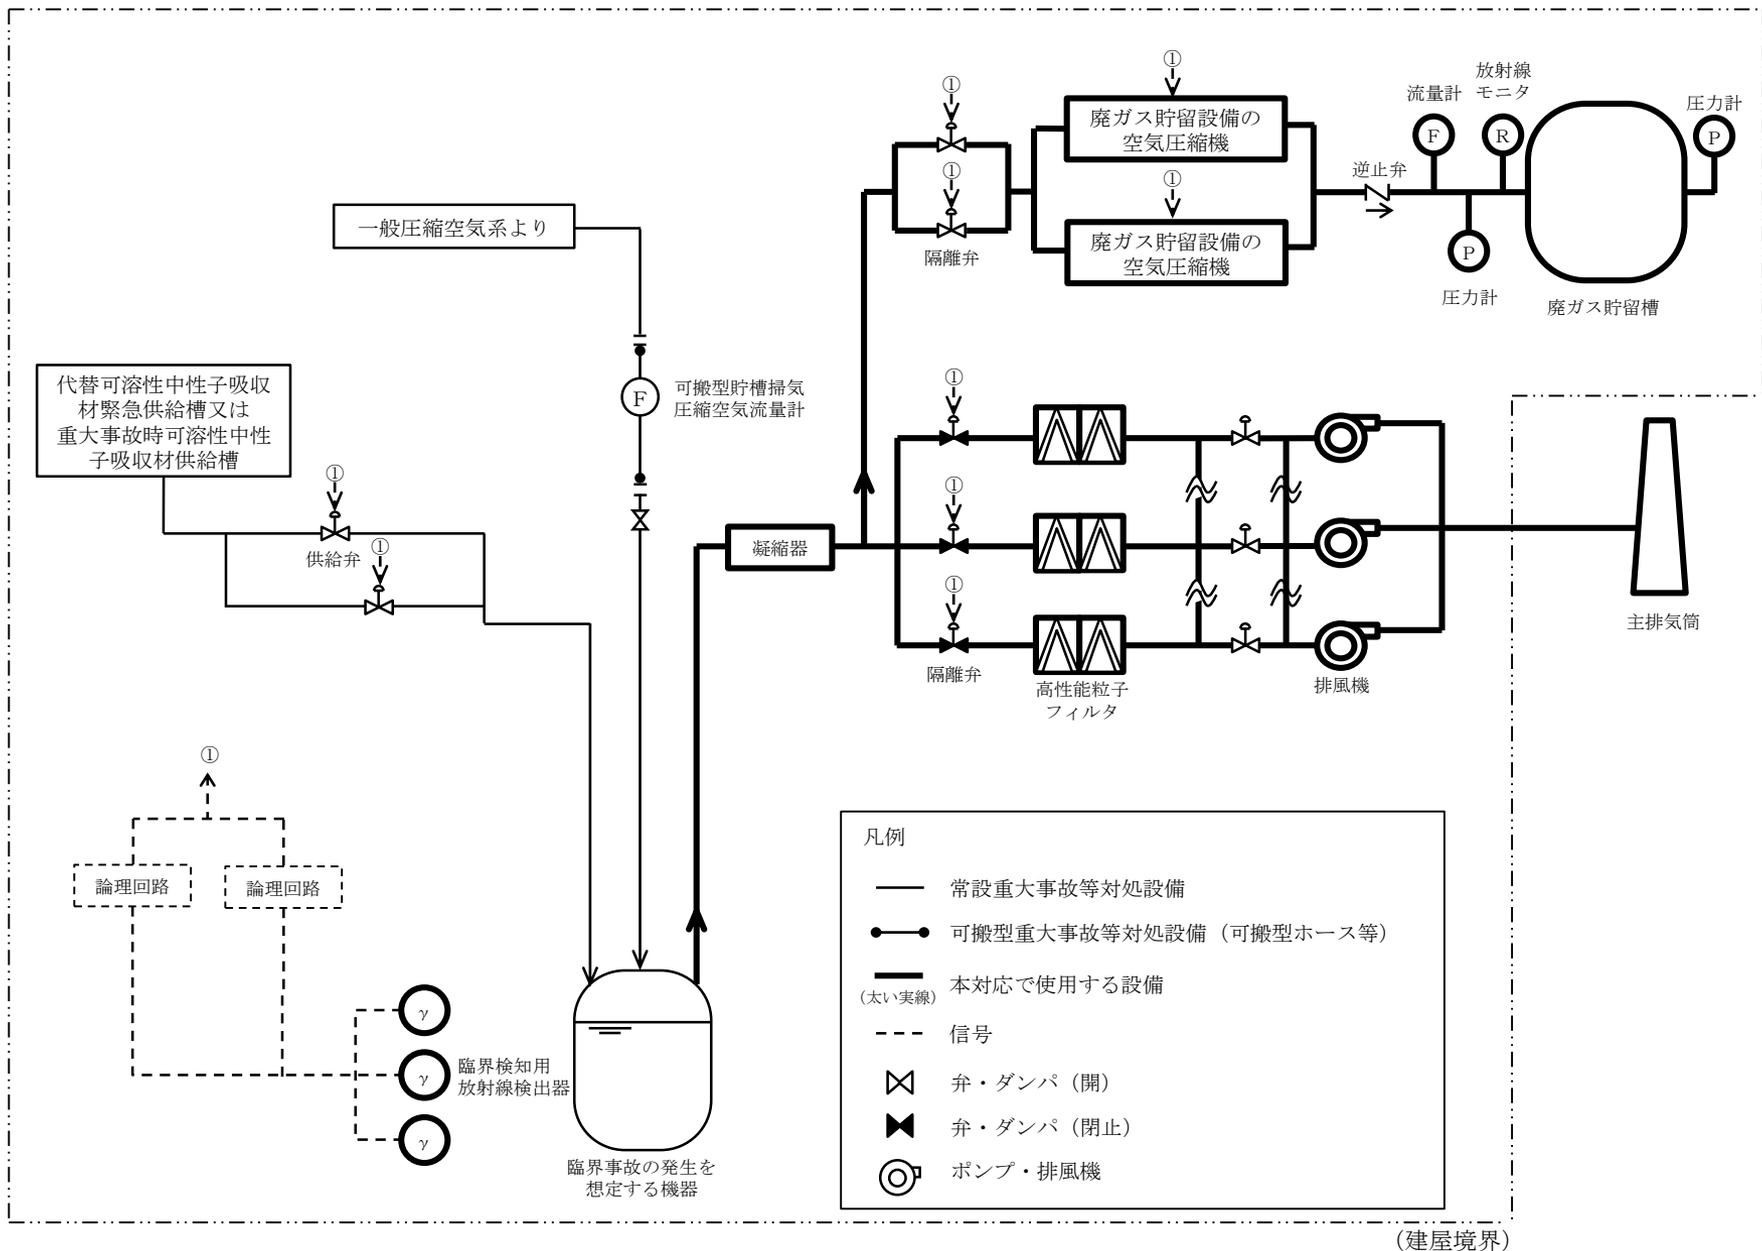 ①
①
廃ガス貯留設備の
空気圧縮機
放射線
モニタ
流量計
圧力計
F
R
P
①
①
逆止弁
廃ガス貯留設備の
空気圧縮機
隔離弁
P
圧力計
廃ガス貯留槽
一般圧縮空気系より
F
可搬型貯槽掃気
圧縮空気流量計
代替可溶性中性子吸収
材緊急供給槽又は
重大事故時可溶性中性
子吸収材供給槽
①
①
供給弁
凝縮器
①
①
①
隔離弁
高性能粒子
フィルタ
排風機
主排気筒
①
論理回路
論理回路
γ
γ
γ
臨界検知用
放射線検出器
臨界事故の発生を
想定する機器
凡例
常設重大事故等対処設備
可搬型重大事故等対処設備（可搬型ホース等）
本対応で使用する設備
（太い実線）
信号
弁・ダンパ（開）
弁・ダンパ（閉止）
ポンプ・排風機
（建屋境界）